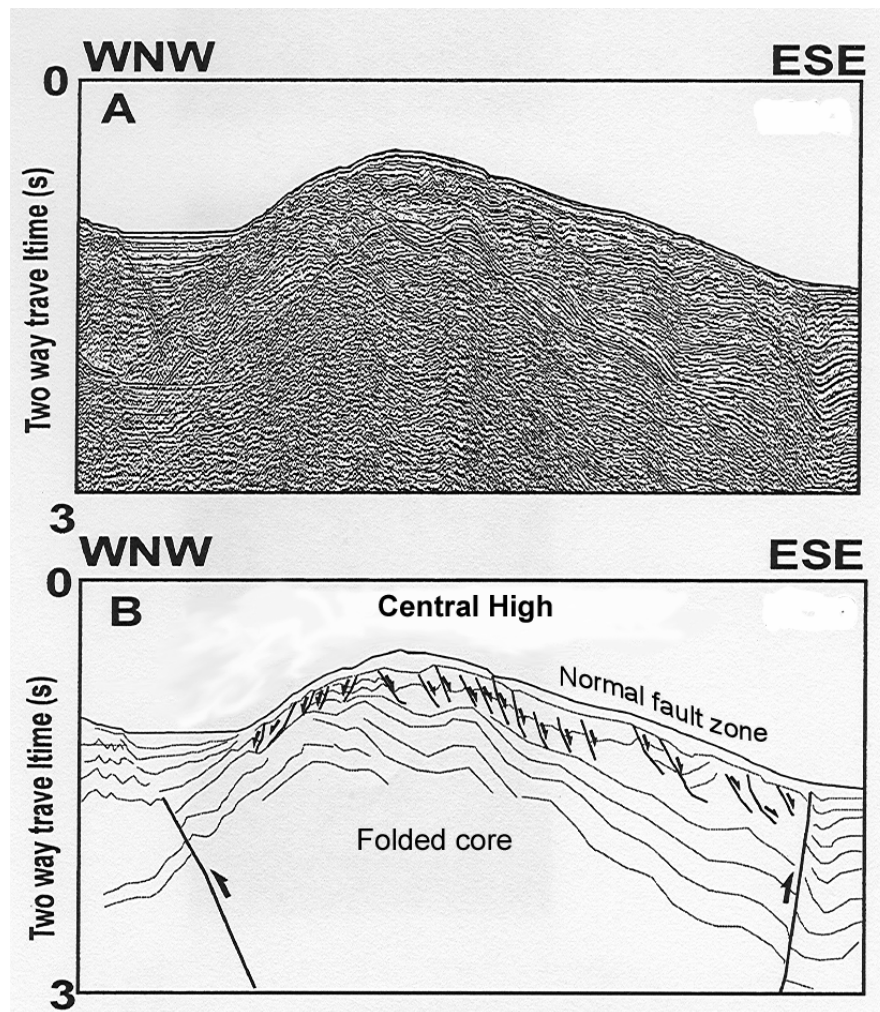 WNW ESE
0
A
Two way trave ltime (s)
3
WNW ESE
0
B
Central High
Normal fault zone
Two way trave ltime (s)
Folded core
3